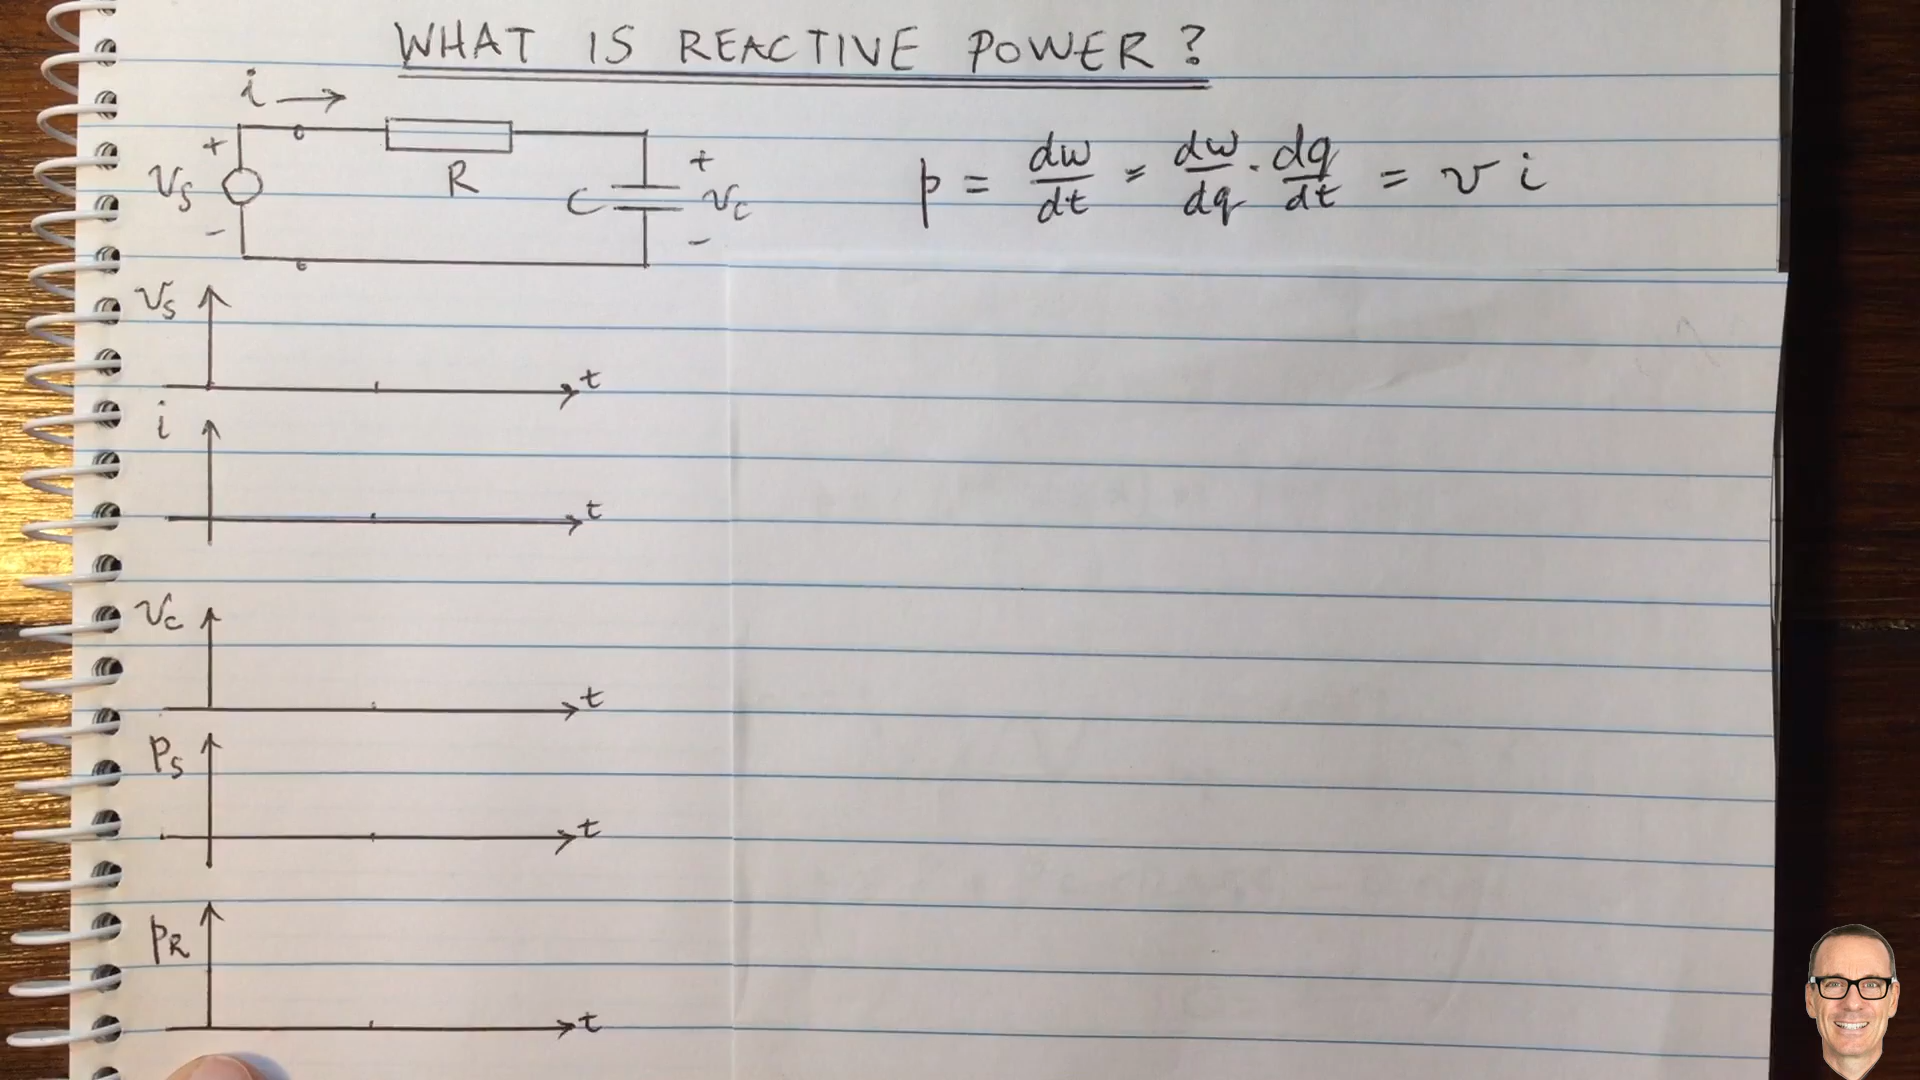 WHAT IS REACTIVE POWER?
i →
+
vs
-
R
C
+
vc
-
p = dw/dt = dw/dq · dq/dt = v i
vs
t
i
t
vc
t
ps
t
pR
t